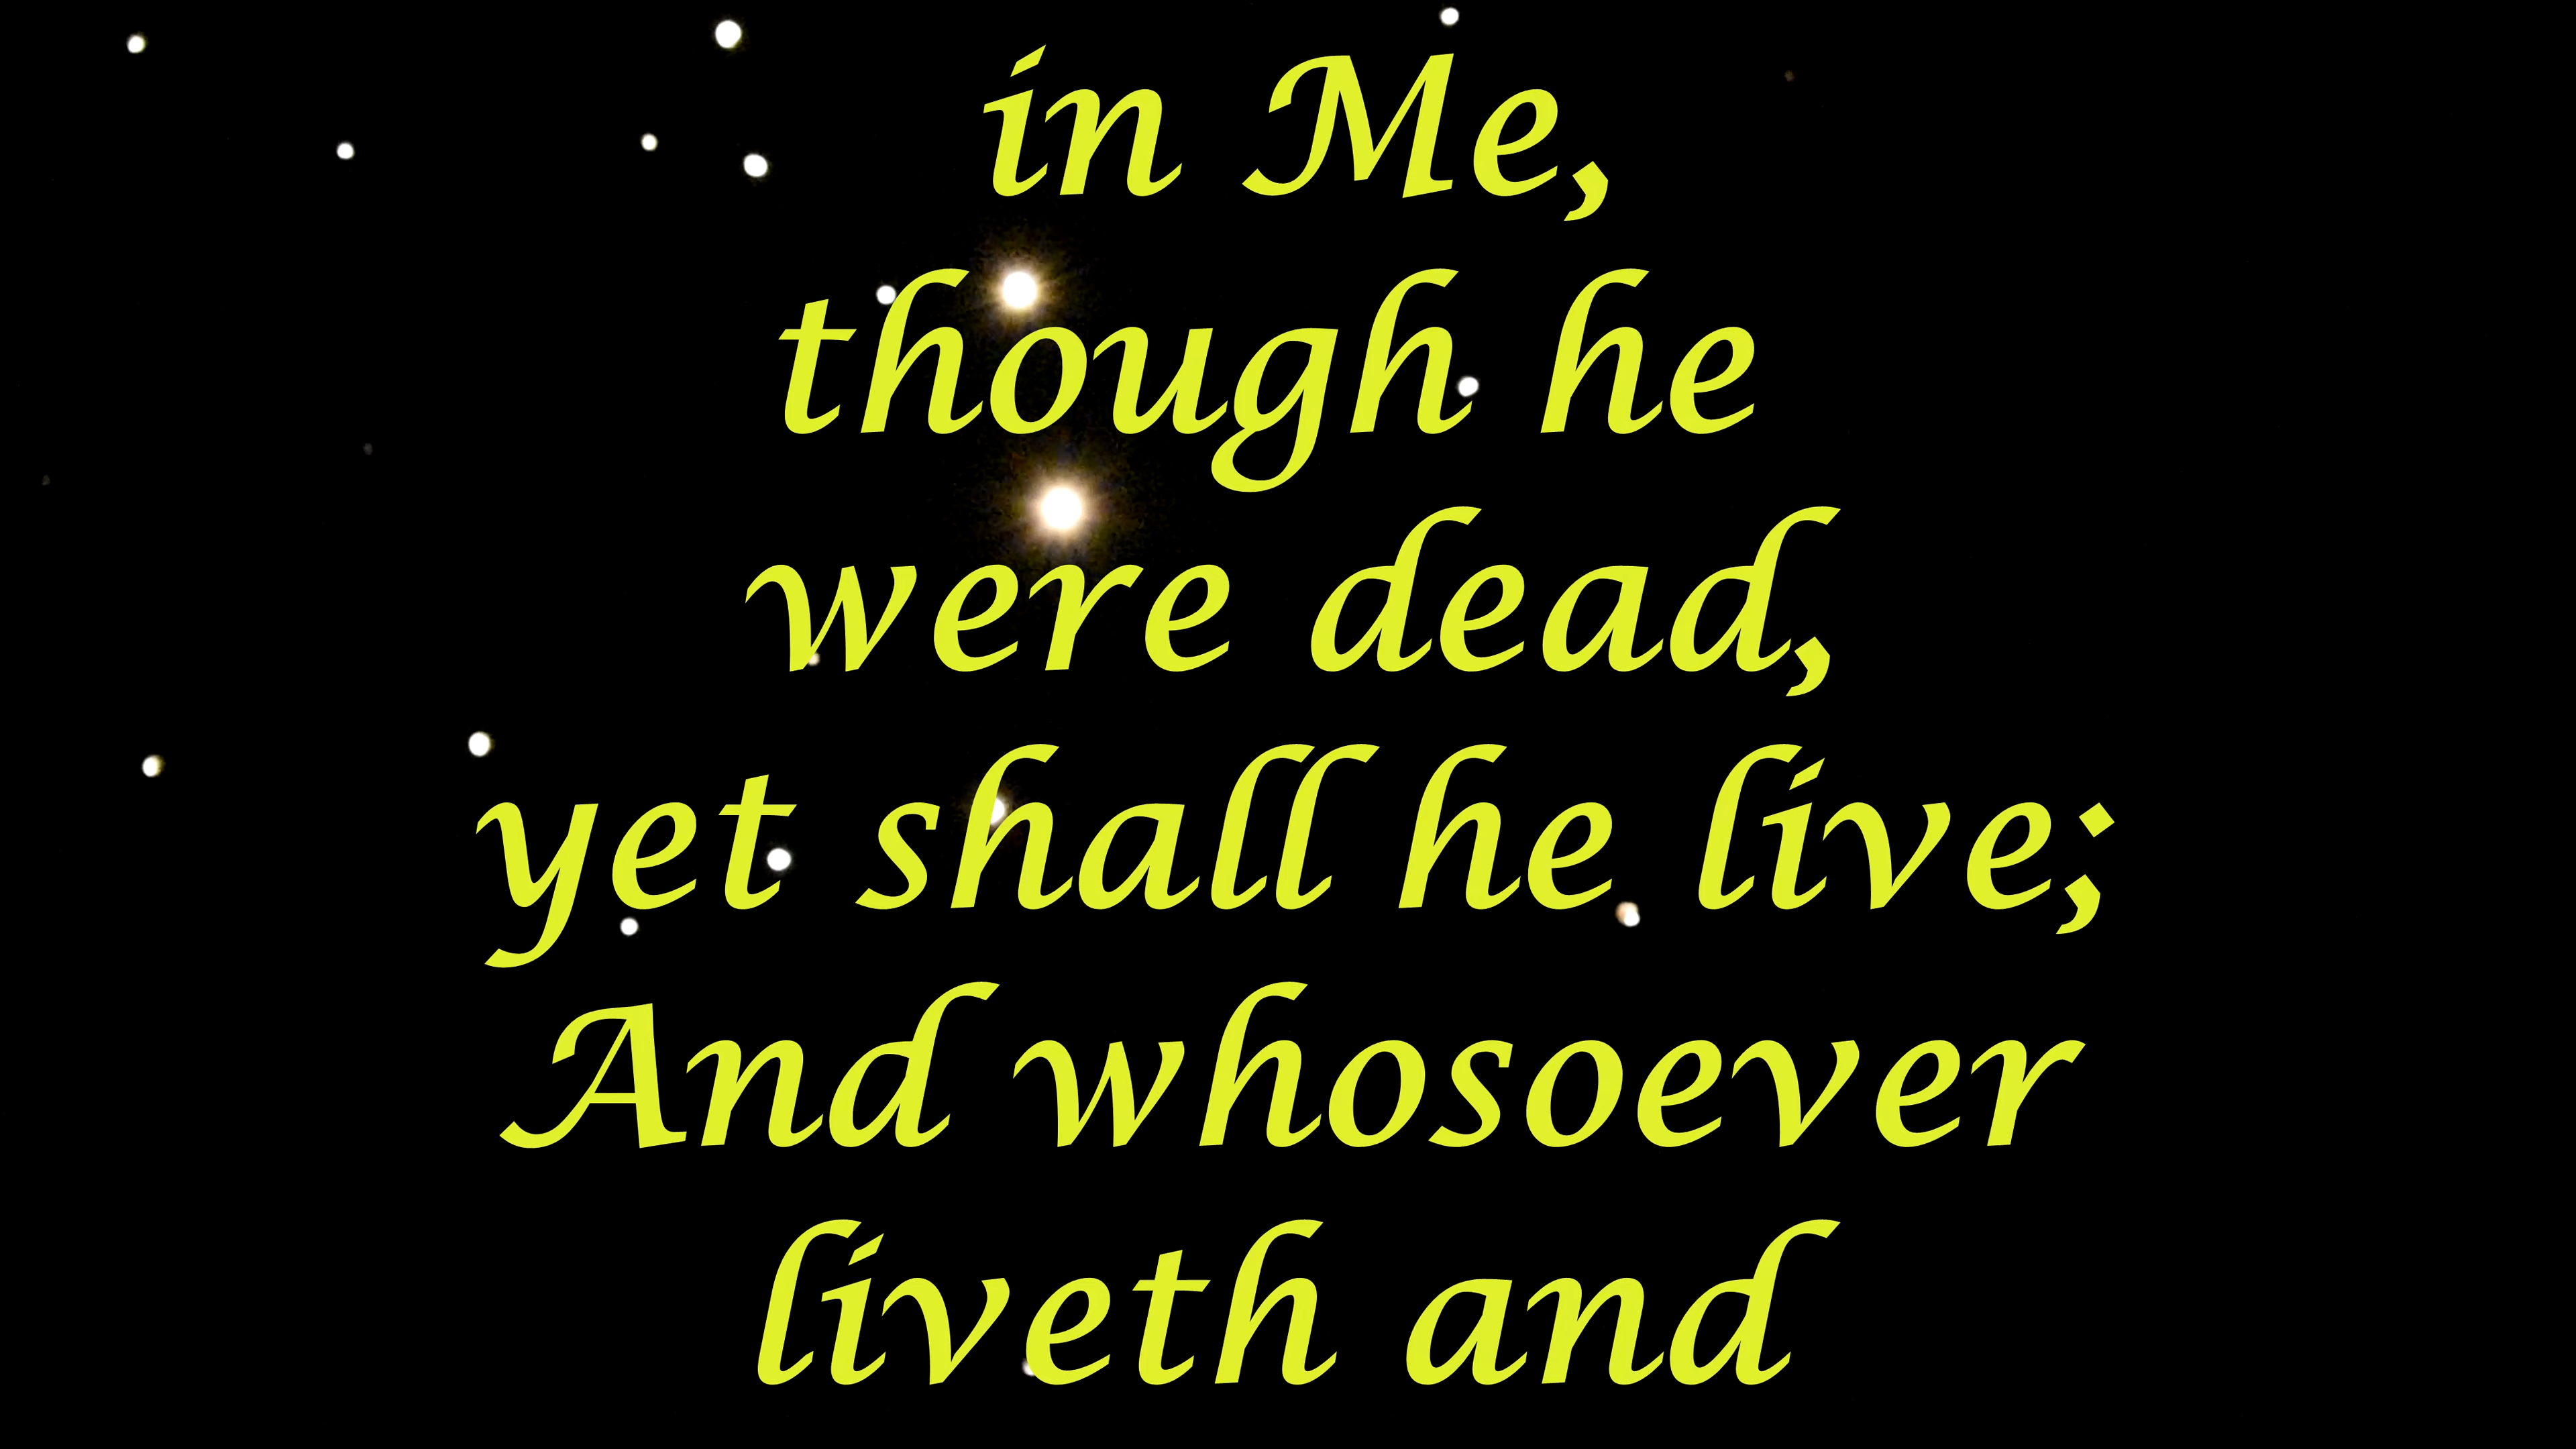 in Me,
though he
were dead,
yet shall he live;
And whosoever
liveth and